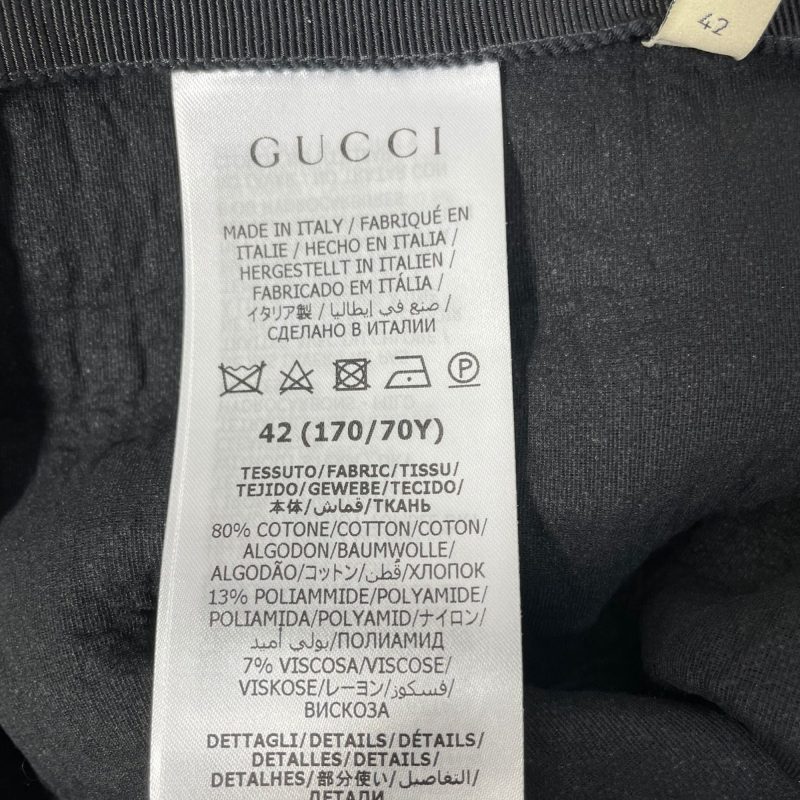 42
GUCCI
MADE IN ITALY / FABRIQUÉ EN
ITALIE / HECHO EN ITALIA /
HERGESTELLT IN ITALIEN /
FABRICADO EM ITÁLIA /
イタリア製 / صنع في إيطاليا /
СДЕЛАНО В ИТАЛИИ
P
42 (170/70Y)
TESSUTO/FABRIC/TISSU/
TEJIDO/GEWEBE/TECIDO/
本体/قماش/ТКАНЬ
80% COTONE/COTTON/COTON/
ALGODON/BAUMWOLLE/
ALGODÃO/コットン/قُطن/ХЛОПОК
13% POLIAMMIDE/POLYAMIDE/
POLIAMIDA/POLYAMID/ナイロン/
بولي أميد/ПОЛИАМИД
7% VISCOSA/VISCOSE/
VISKOSE/レーヨン/فسكوز/
ВИСКОЗА
DETTAGLI/DETAILS/DÉTAILS/
DETALLES/DETAILS/
DETALHES/部分使い/التفاصيل/
ДЕТАЛИ